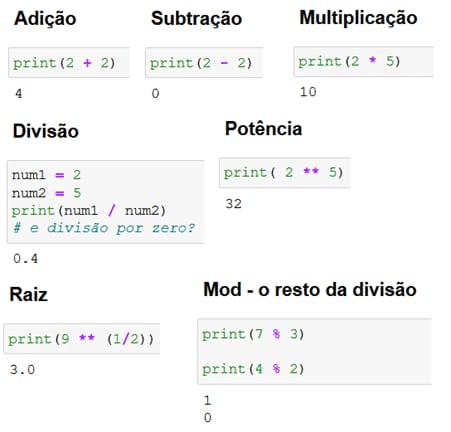 Adição
print(2 + 2)
4
Subtração
print(2 - 2)
0
Multiplicação
print(2 * 5)
10
Divisão
num1 = 2
num2 = 5
print(num1 / num2)
# e divisão por zero?
0.4
Potência
print( 2 ** 5)
32
Raiz
print(9 ** (1/2))
3.0
Mod - o resto da divisão
print(7 % 3)
print(4 % 2)
1
0